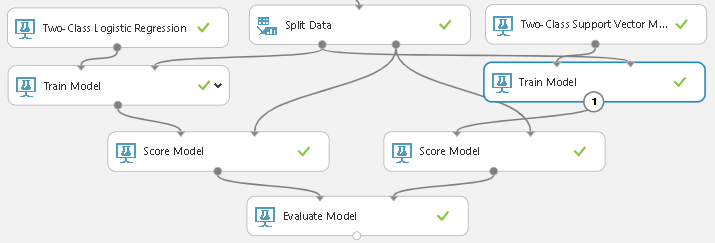 Two-Class Logistic Regression
Split Data
Two-Class Support Vector M...
Train Model
Train Model
1
Score Model
Score Model
Evaluate Model